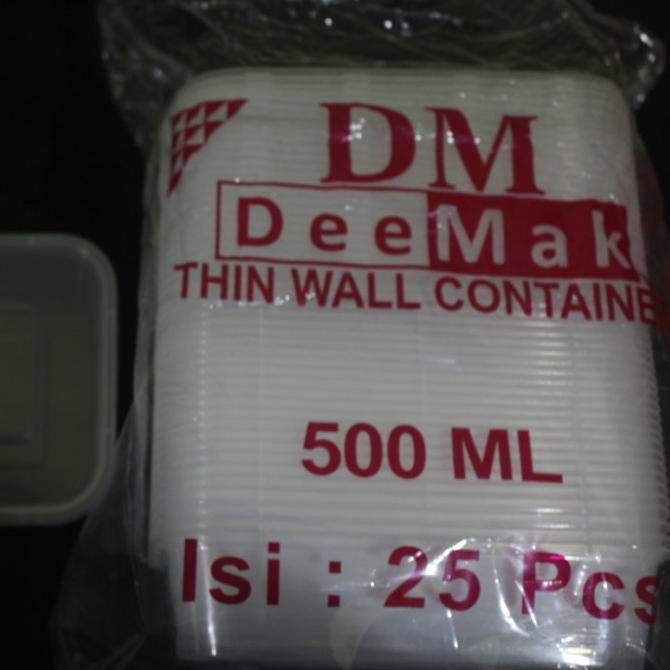 DM
DeeMak
THIN WALL CONTAINE
500 ML
Isi : 25 Pcs